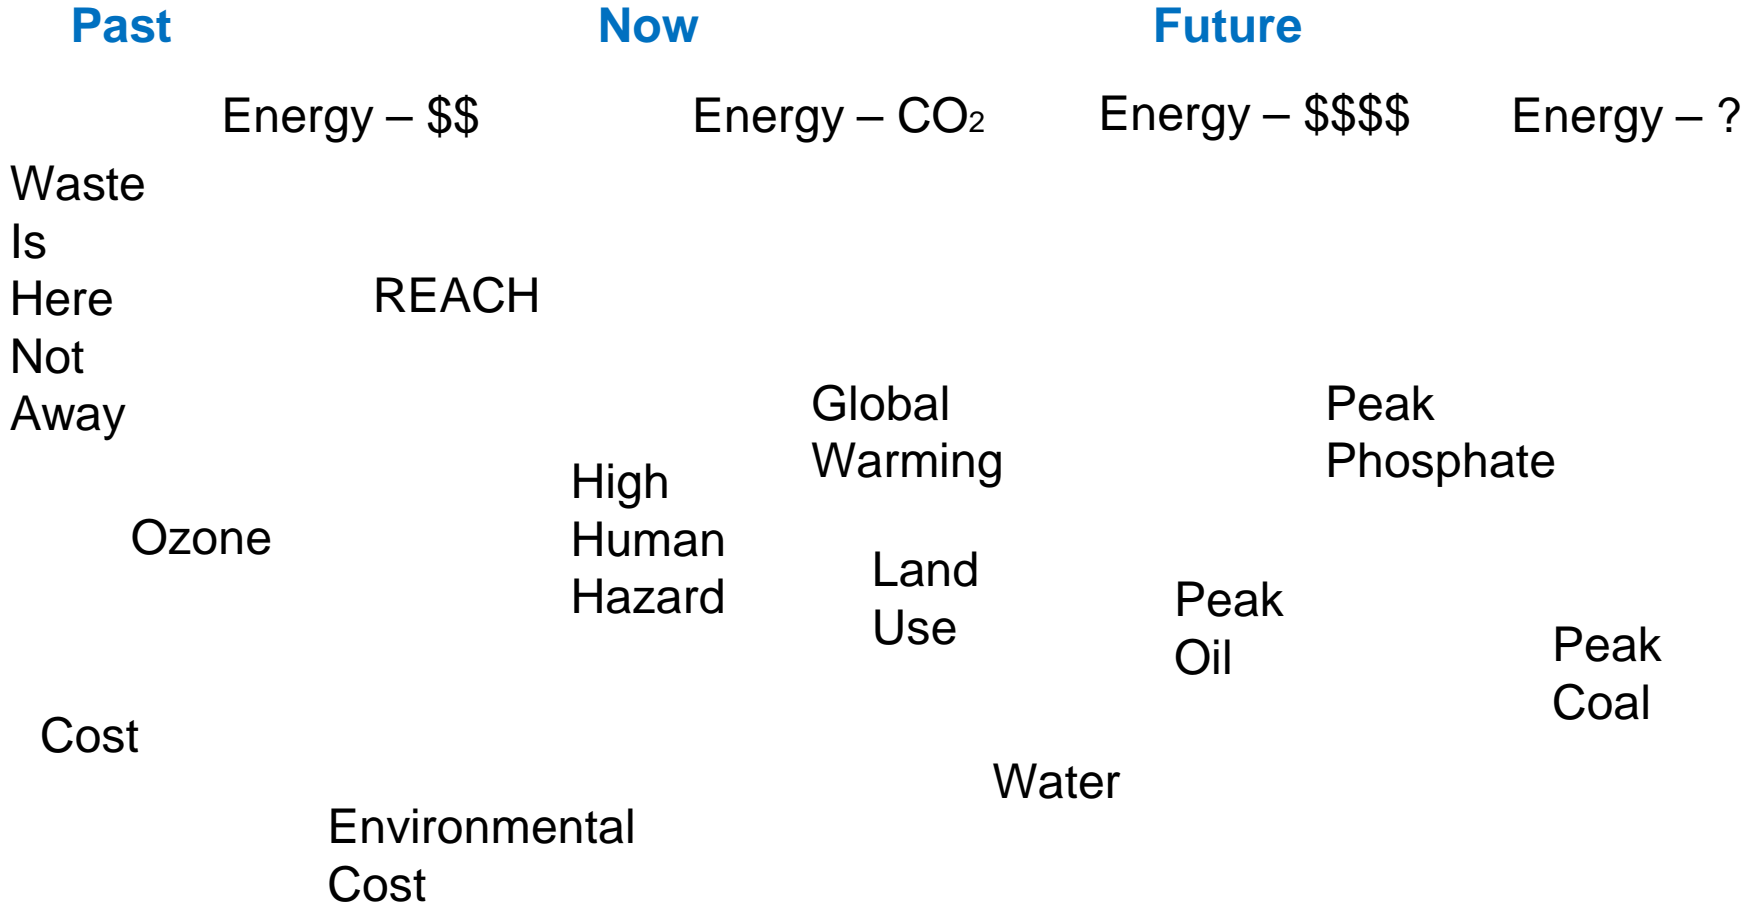 Past
Now
Future
Energy – $$
Energy – CO₂
Energy – $$$$
Energy – ?
Waste
Is
Here
Not
Away
REACH
Global
Warming
Peak
Phosphate
High
Human
Hazard
Ozone
Land
Use
Peak
Oil
Peak
Coal
Cost
Water
Environmental
Cost